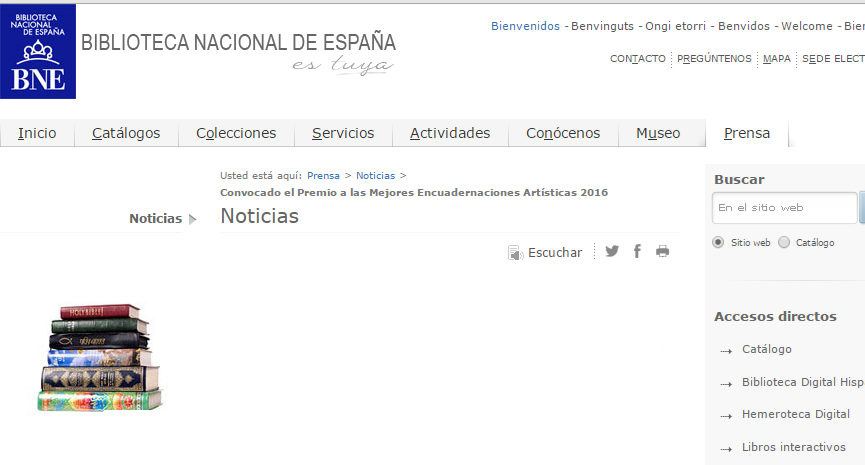 BIBLIOTECA
NACIONAL
DE ESPAÑA
BNE
BIBLIOTECA NACIONAL DE ESPAÑA
es tuya
Bienvenidos - Benvinguts - Ongi etorri - Benvidos - Welcome - Bien
CONTACTO PREGÚNTENOS MAPA SEDE ELECT
Inicio Catálogos Colecciones Servicios Actividades Conócenos Museo Prensa
Usted está aquí: Prensa > Noticias >
Convocado el Premio a las Mejores Encuadernaciones Artísticas 2016
Noticias
Noticias
Escuchar
HOLY BIBLE
Buscar
En el sitio web
Sitio web Catálogo
Accesos directos
Catálogo
Biblioteca Digital Hisp
Hemeroteca Digital
Libros interactivos